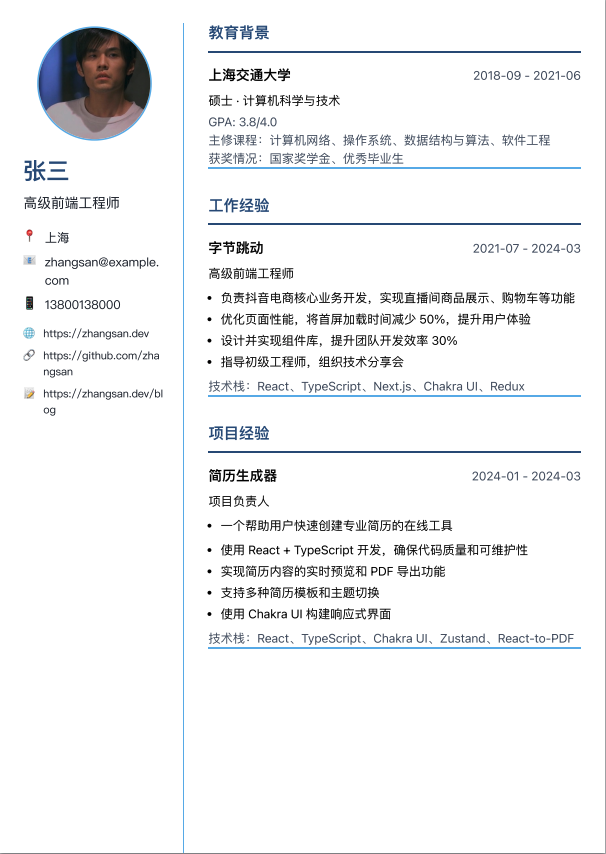 张三
高级前端工程师
上海
zhangsan@example.
com
13800138000
https://zhangsan.dev
https://github.com/zha
ngsan
https://zhangsan.dev/bl
og
教育背景
上海交通大学 2018-09 - 2021-06
硕士 · 计算机科学与技术
GPA: 3.8/4.0
主修课程：计算机网络、操作系统、数据结构与算法、软件工程
获奖情况：国家奖学金、优秀毕业生
工作经验
字节跳动 2021-07 - 2024-03
高级前端工程师
• 负责抖音电商核心业务开发，实现直播间商品展示、购物车等功能
• 优化页面性能，将首屏加载时间减少 50%，提升用户体验
• 设计并实现组件库，提升团队开发效率 30%
• 指导初级工程师，组织技术分享会
技术栈：React、TypeScript、Next.js、Chakra UI、Redux
项目经验
简历生成器 2024-01 - 2024-03
项目负责人
• 一个帮助用户快速创建专业简历的在线工具
• 使用 React + TypeScript 开发，确保代码质量和可维护性
• 实现简历内容的实时预览和 PDF 导出功能
• 支持多种简历模板和主题切换
• 使用 Chakra UI 构建响应式界面
技术栈：React、TypeScript、Chakra UI、Zustand、React-to-PDF